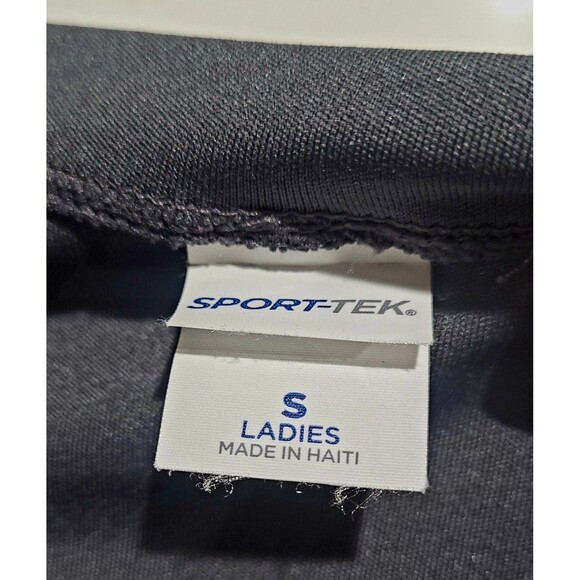 SPORT-TEK®
S
LADIES
MADE IN HAITI